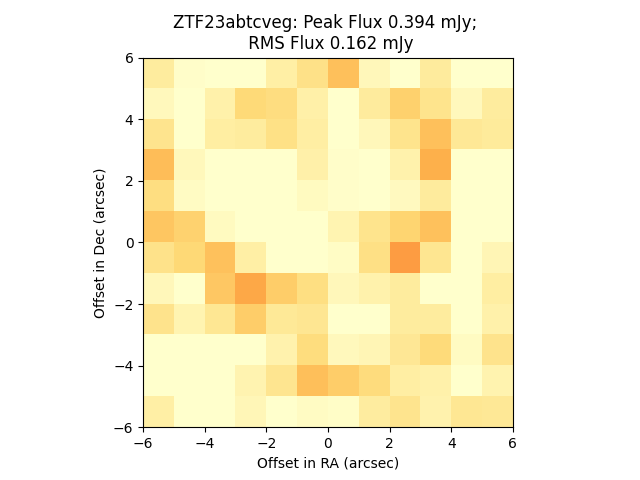 ZTF23abtcveg: Peak Flux 0.394 mJy;
RMS Flux 0.162 mJy
6
4
2
0
−2
−4
−6
Offset in Dec (arcsec)
−6 −4 −2 0 2 4 6
Offset in RA (arcsec)